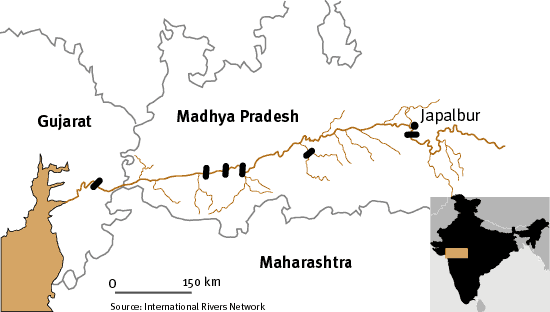 Japalbur
Madhya Pradesh
Gujarat
Maharashtra
0 150 km
Source: International Rivers Network